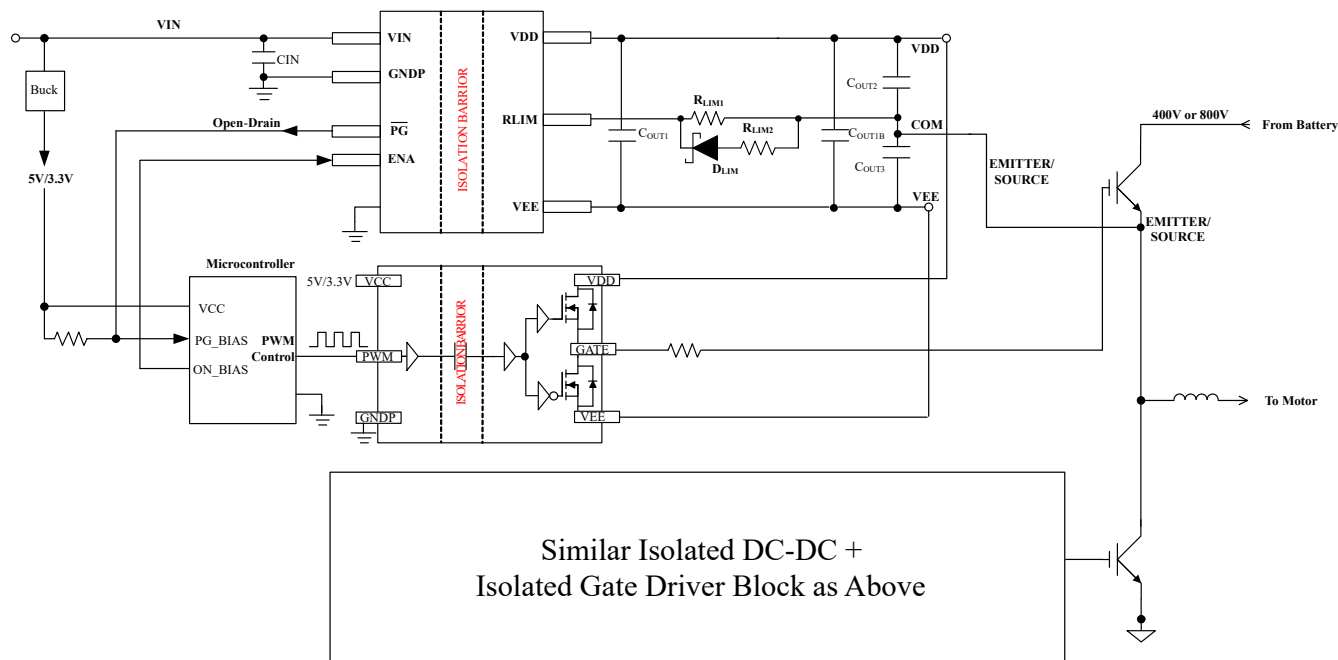 VIN
VIN
CIN
GNDP
Buck
Open-Drain
PG
ENA
5V/3.3V
ISOLATION BARRIER
VDD
RLIM
VEE
COUT1
RLIM1
RLIM2
DLIM
COUT1B
COUT2
COUT3
VDD
COM
VEE
EMITTER/
SOURCE
400V or 800V
From Battery
EMITTER/
SOURCE
Microcontroller
VCC
PG_BIAS
ON_BIAS
PWM
Control
5V/3.3V
VCC
PWM
GNDP
ISOLATION BARRIER
VDD
GATE
VEE
To Motor
Similar Isolated DC-DC +
Isolated Gate Driver Block as Above